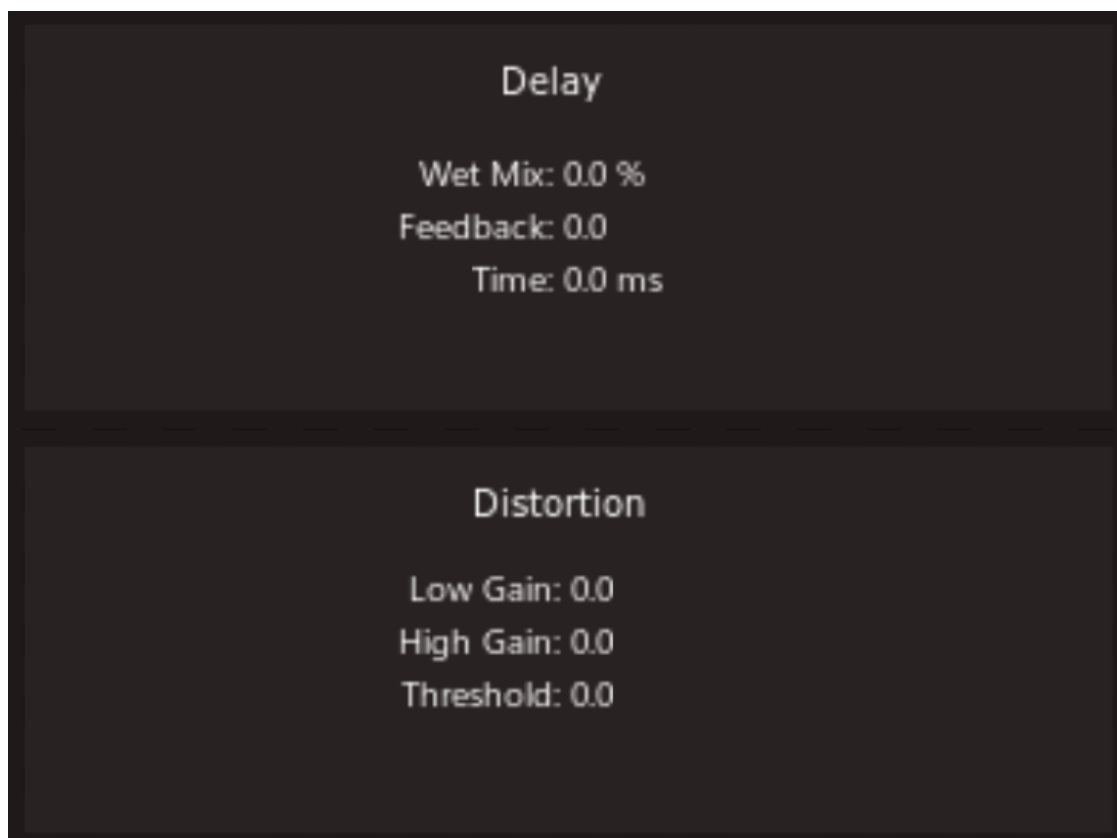 Delay
Wet Mix: 0.0 %
Feedback: 0.0
Time: 0.0 ms
Distortion
Low Gain: 0.0
High Gain: 0.0
Threshold: 0.0